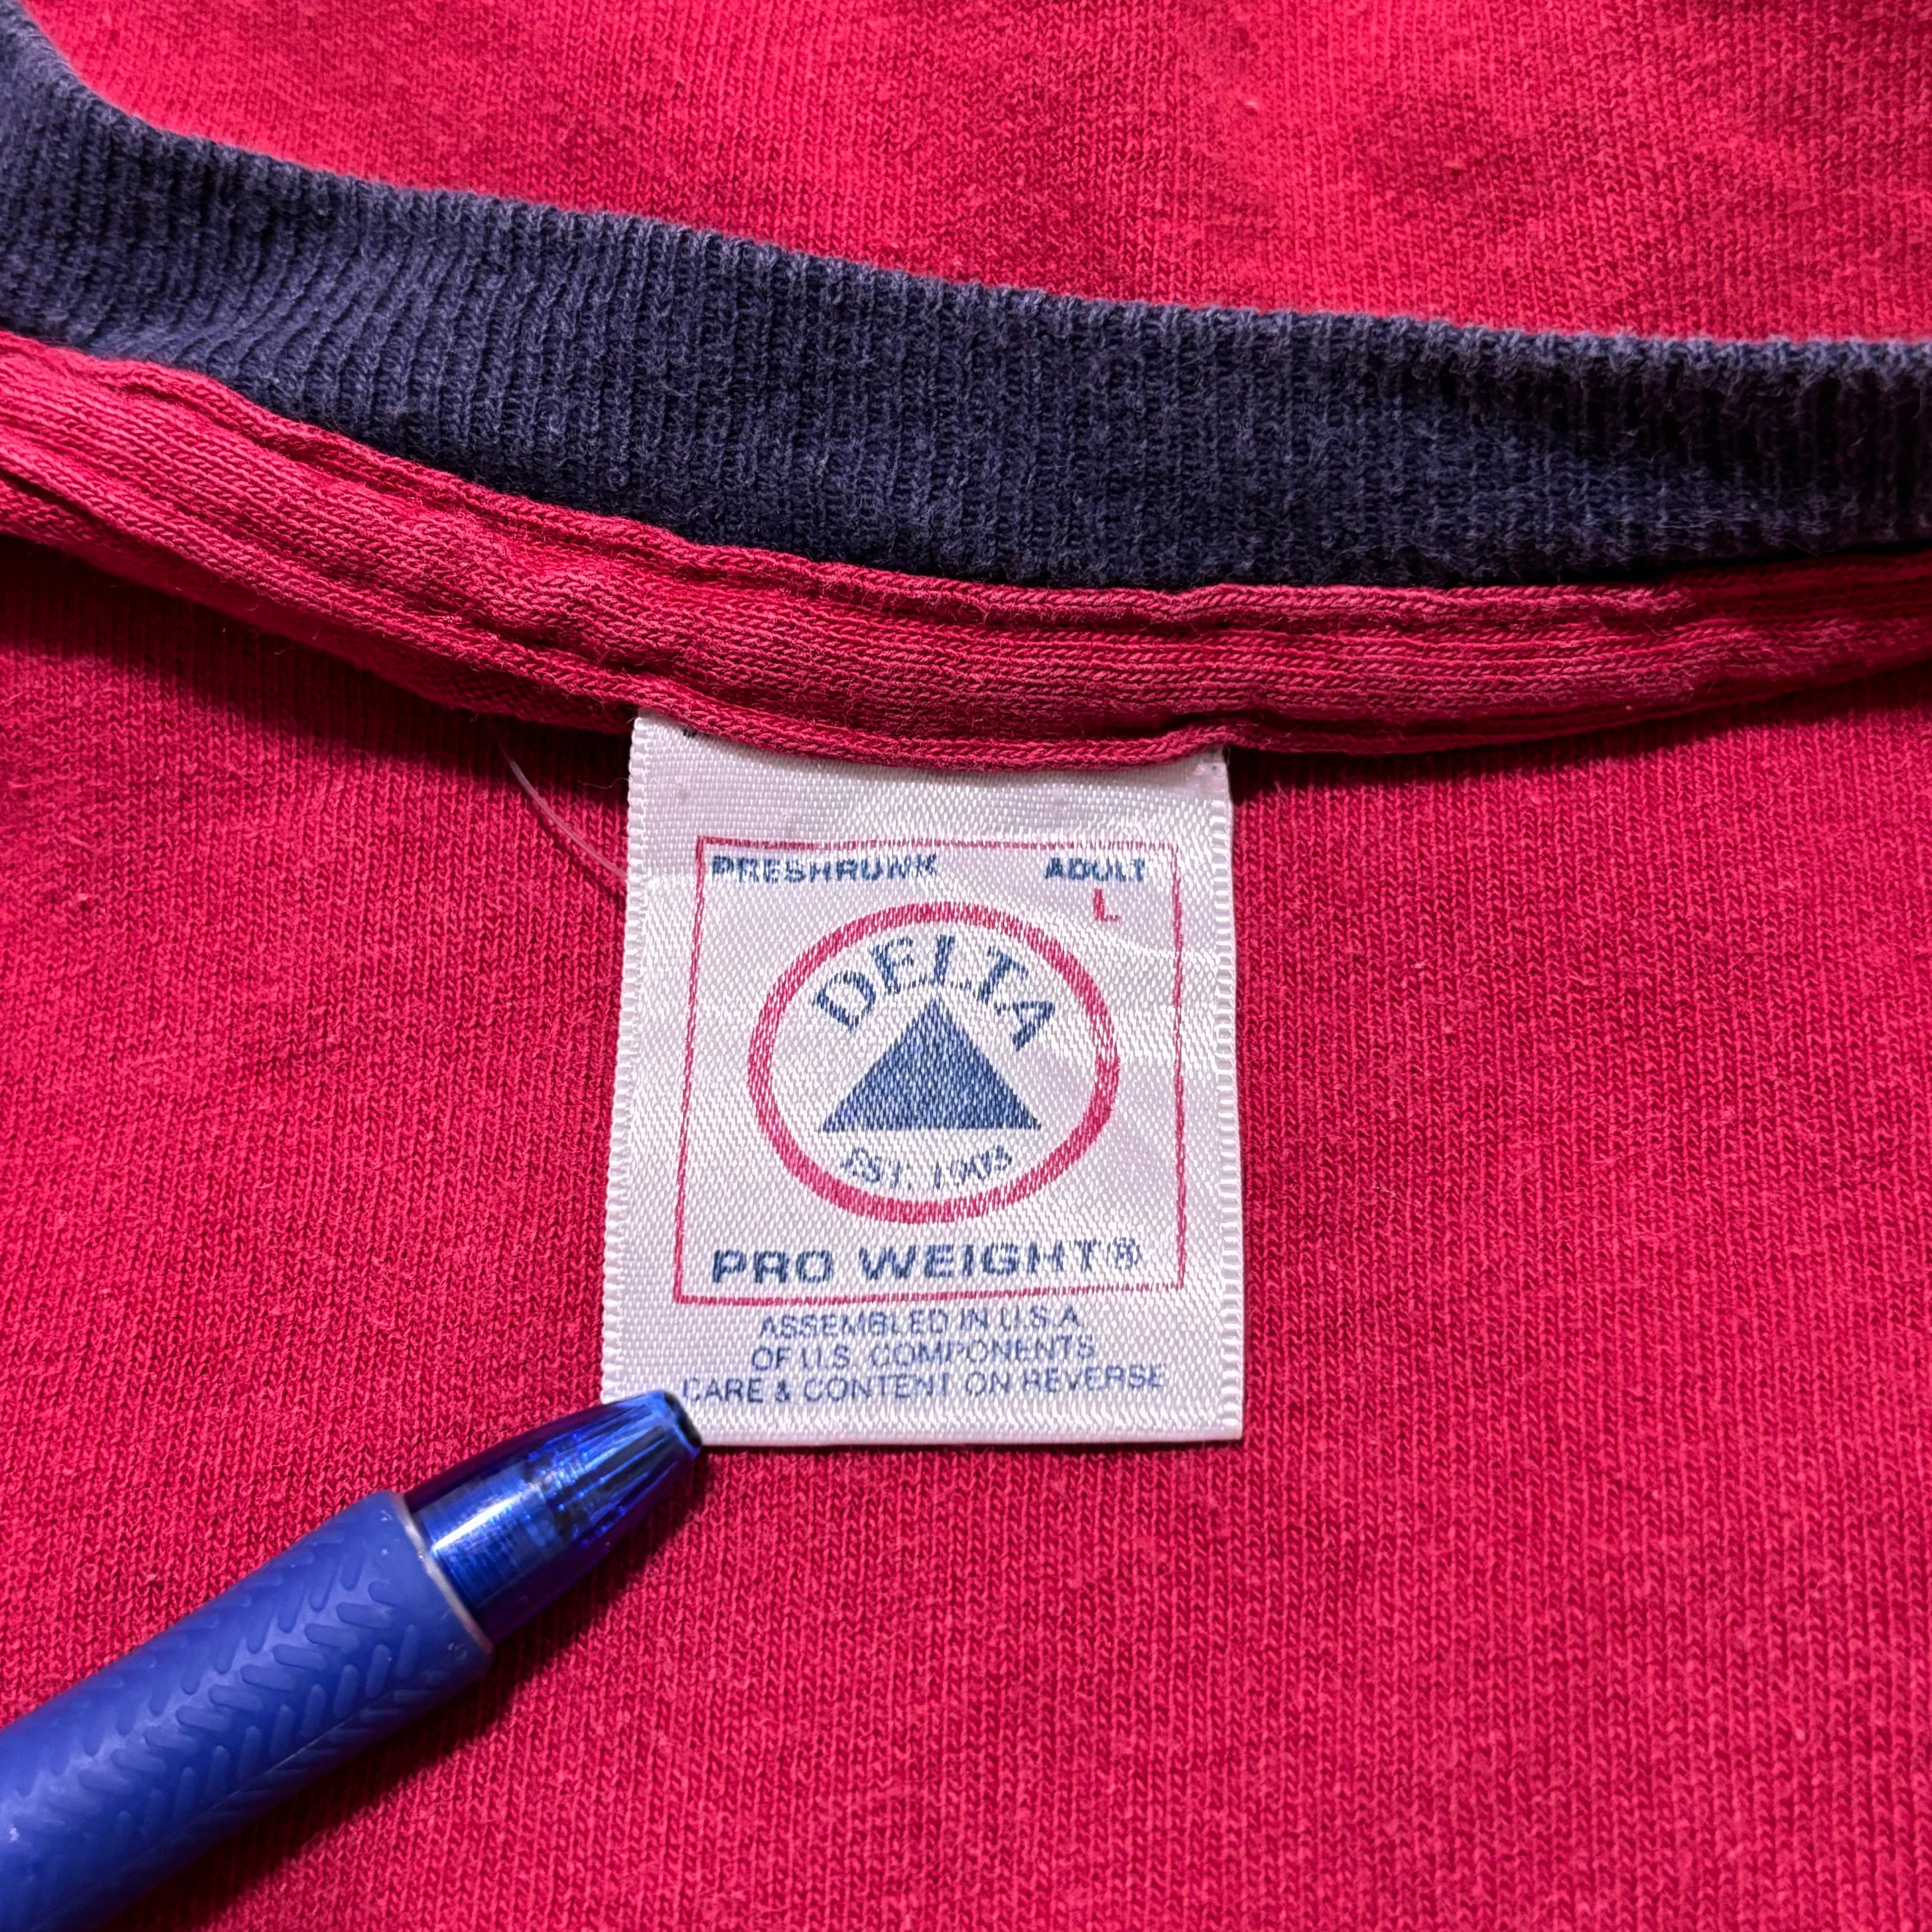 PRESHRUNK ADULT
L
DELTA
EST. 1903
PRO WEIGHT®
ASSEMBLED IN U.S.A
OF U.S. COMPONENTS
CARE & CONTENT ON REVERSE